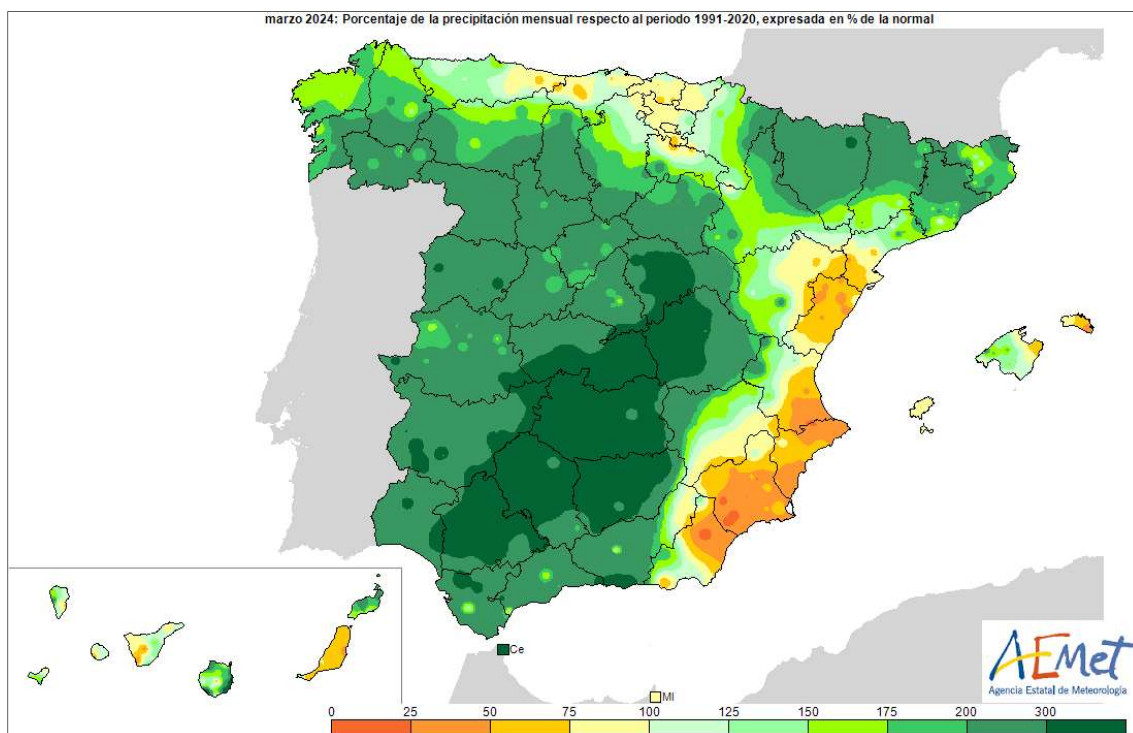 marzo 2024: Porcentaje de la precipitación mensual respecto al periodo 1991-2020, expresada en % de la normal
Ce
Ml
AEMet
Agencia Estatal de Meteorología
0 25 50 75 100 125 150 175 200 300